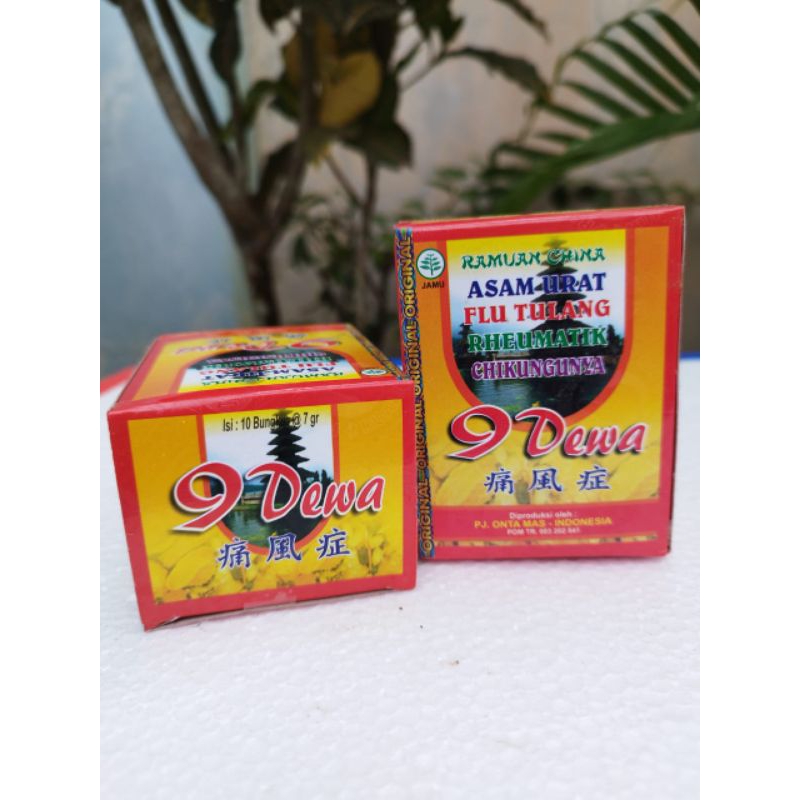 Isi : 10 Bungkus @ 7 gr
9 Dewa
痛風症
JAMU
RAMUAN CHINA
ASAM URAT
FLU TULANG
RHEUMATIK
CHIKUNGUNYA
9 Dewa
痛風症
Diproduksi oleh :
PJ. ONTA MAS - INDONESIA
ORIGINAL ORIGINAL ORIGINAL ORIGINAL